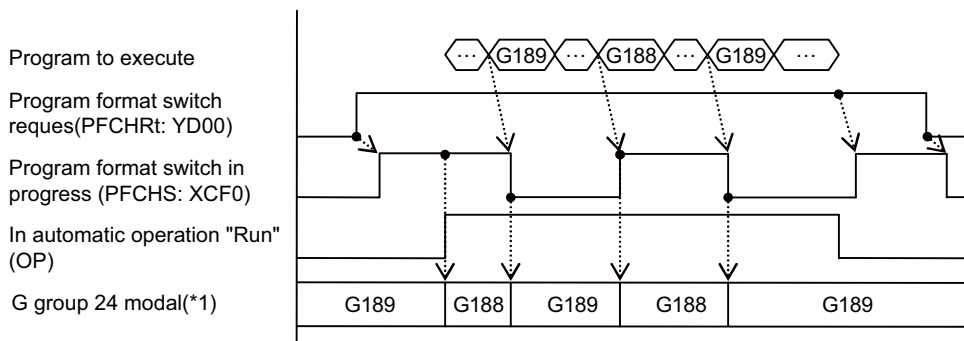 Program to execute
... G189 ... G188 ... G189 ...
Program format switch
reques(PFCHRt: YD00)
Program format switch in
progress (PFCHS: XCF0)
In automatic operation "Run"
(OP)
G group 24 modal(*1)
G189 G188 G189 G188 G189